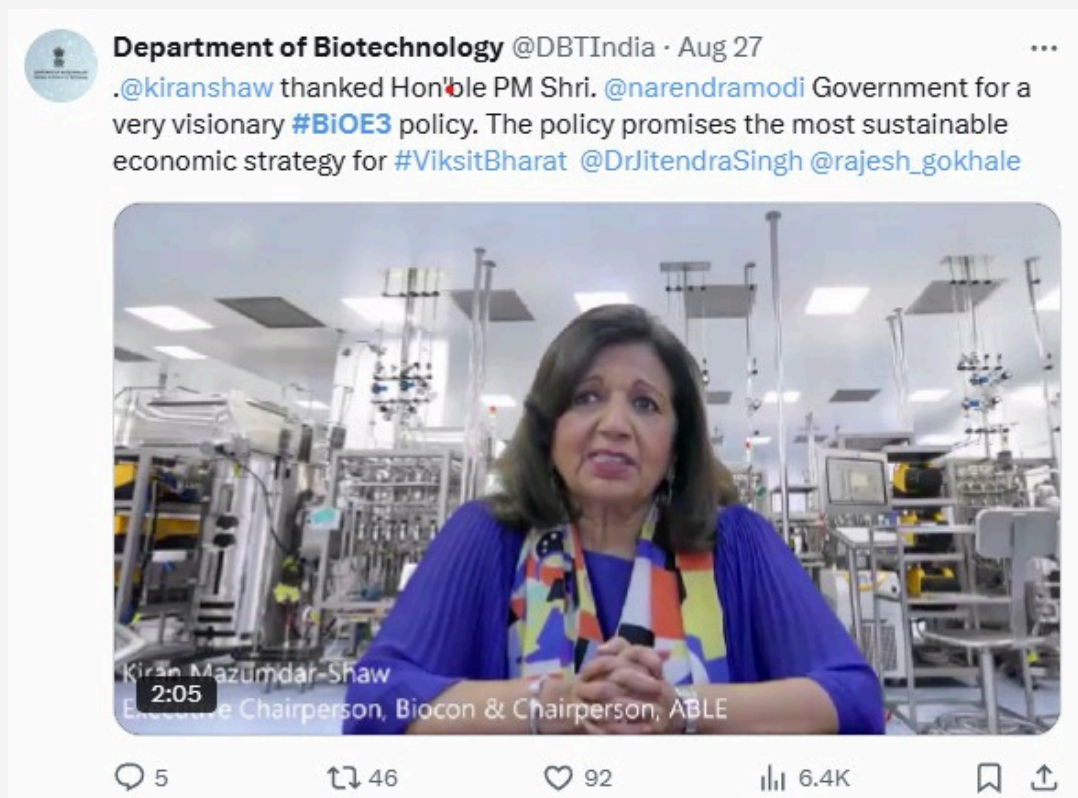 Department of Biotechnology @DBTIndia · Aug 27
.@kiranshaw thanked Hon'ble PM Shri. @narendramodi Government for a
very visionary #BiOE3 policy. The policy promises the most sustainable
economic strategy for #ViksitBharat @DrJitendraSingh @rajesh_gokhale
Kiran Mazumdar-Shaw
2:05
Executive Chairperson, Biocon & Chairperson, ABLE
5 46 92 6.4K